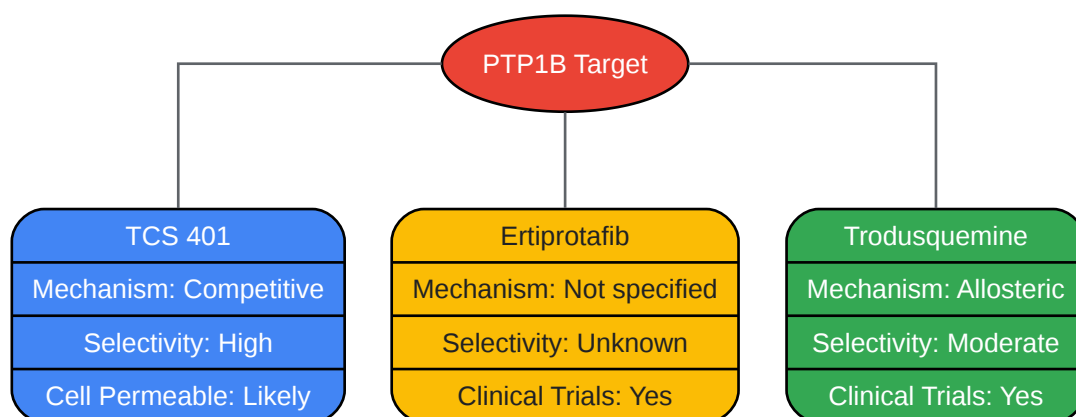 PTP1B Target
TCS 401
Mechanism: Competitive
Selectivity: High
Cell Permeable: Likely
Ertiprotafib
Mechanism: Not specified
Selectivity: Unknown
Clinical Trials: Yes
Trodusquemine
Mechanism: Allosteric
Selectivity: Moderate
Clinical Trials: Yes